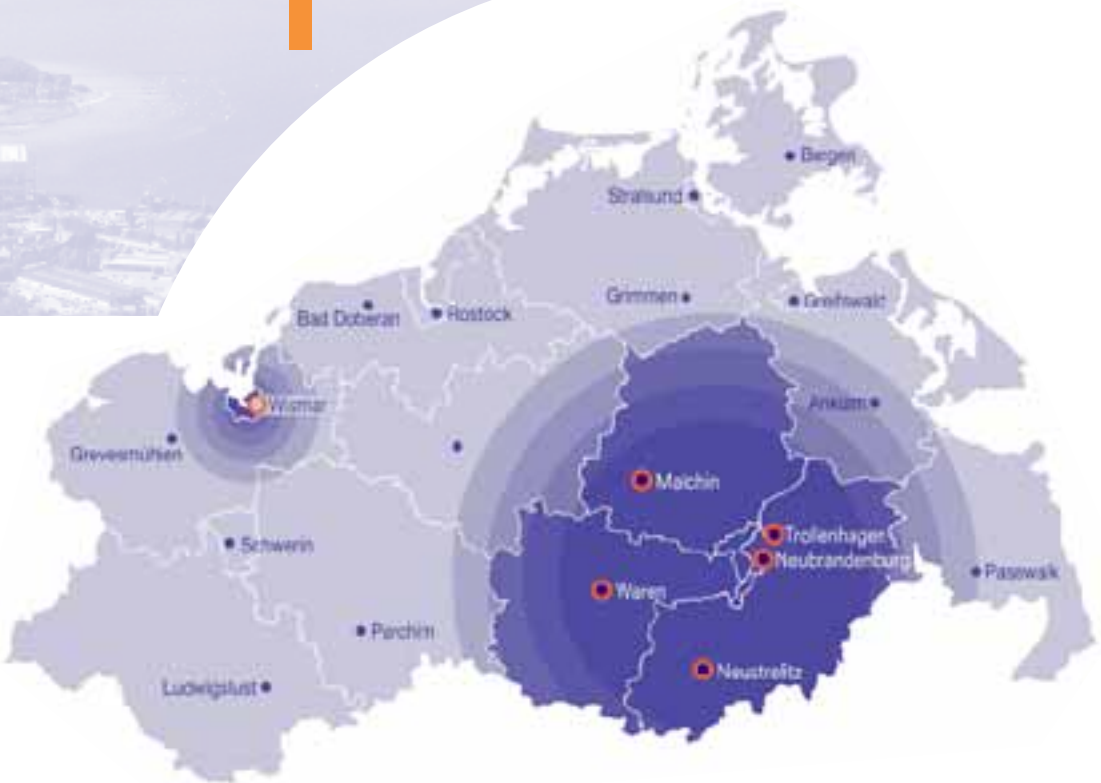 Bergen
Stralsund
Grimmen
Greifswald
Bad Doberan
Rostock
Wismar
Anklam
Grevesmühlen
Malchin
Trollenhagen
Schwerin
Neubrandenburg
Pasewalk
Waren
Parchim
Neustrelitz
Ludwigslust